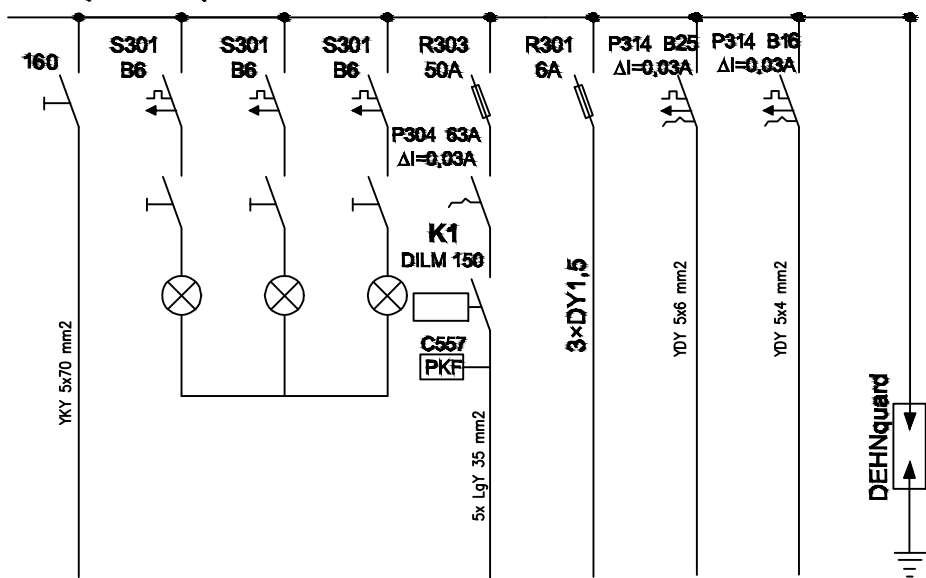 160
S301
B6
S301
B6
S301
B6
R303
50A
R301
6A
P314 B25
ΔI=0,03A
P314 B16
ΔI=0,03A
P304 63A
ΔI=0,03A
K1
DILM 150
C557
PKF
YKY 5x70 mm2
5x LgY 35 mm2
3×DY1,5
YDY 5x6 mm2
YDY 5x4 mm2
DEHNquard